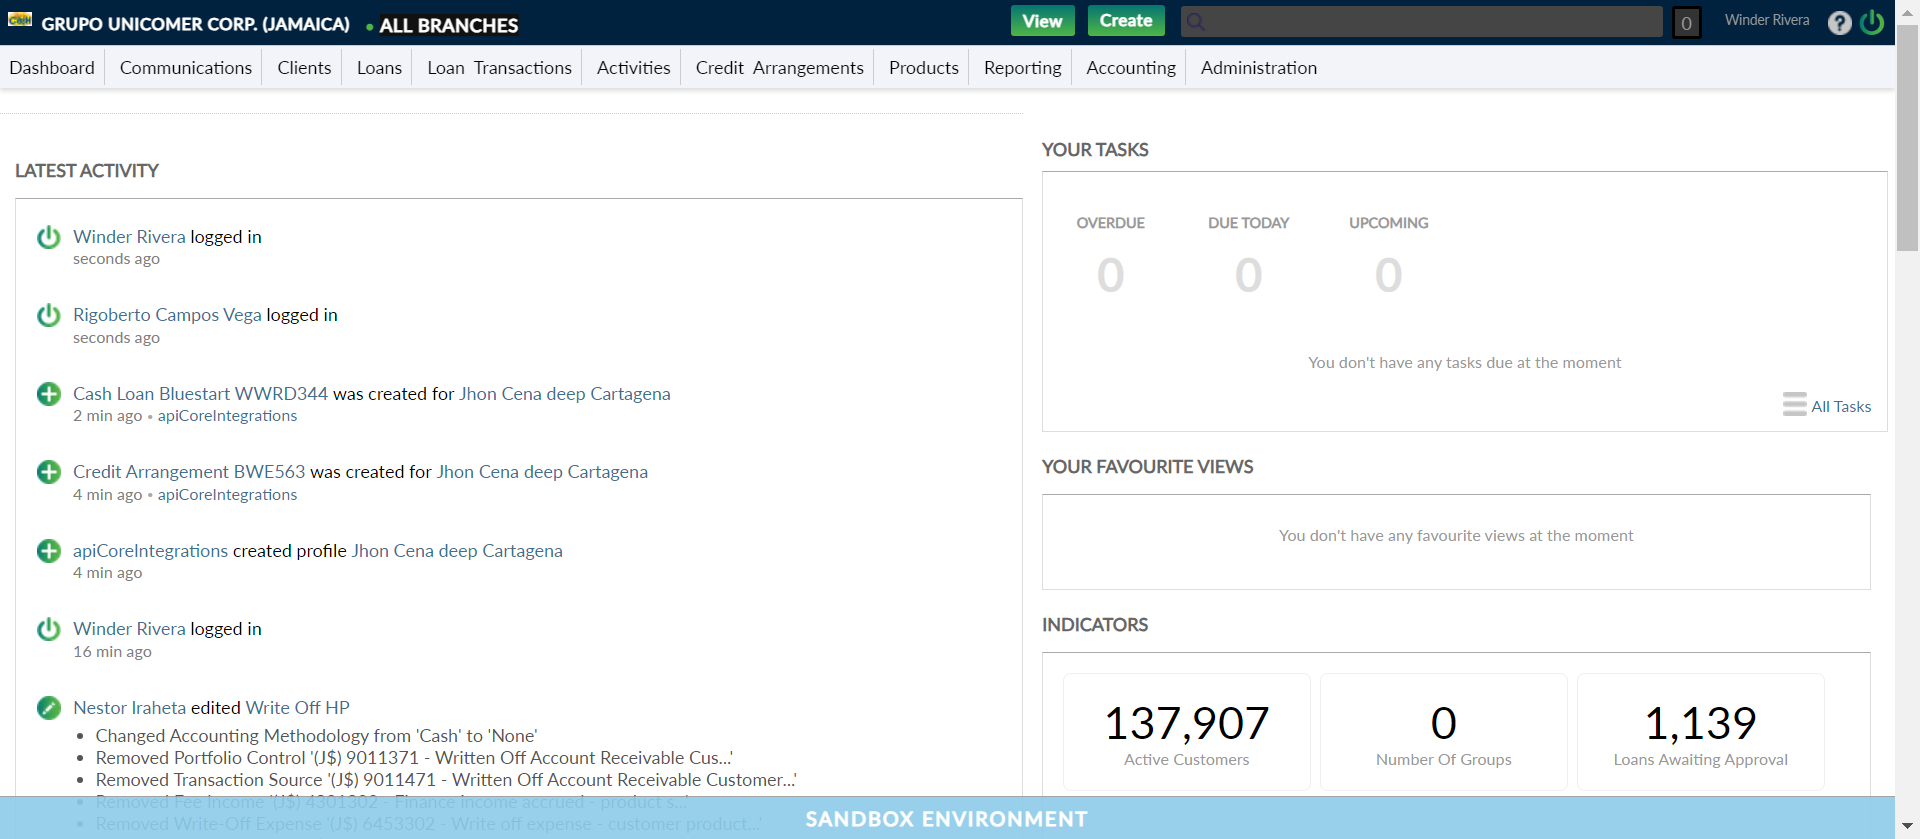 Cash GRUPO UNICOMER CORP. (JAMAICA) • ALL BRANCHES View Create 0 Winder Rivera ?
Dashboard Communications Clients Loans Loan Transactions Activities Credit Arrangements Products Reporting Accounting Administration
LATEST ACTIVITY
Winder Rivera logged in
seconds ago
Rigoberto Campos Vega logged in
seconds ago
Cash Loan Bluestart WWRD344 was created for Jhon Cena deep Cartagena
2 min ago • apiCoreIntegrations
Credit Arrangement BWE563 was created for Jhon Cena deep Cartagena
4 min ago • apiCoreIntegrations
apiCoreIntegrations created profile Jhon Cena deep Cartagena
4 min ago
Winder Rivera logged in
16 min ago
Nestor Iraheta edited Write Off HP
• Changed Accounting Methodology from 'Cash' to 'None'
• Removed Portfolio Control '(J$) 9011371 - Written Off Account Receivable Cus...'
• Removed Transaction Source '(J$) 9011471 - Written Off Account Receivable Customer...'
• Removed Fee Income '(J$) 4301302 - Finance income accrued - product s...'
• Removed Write-Off Expense '(J$) 6453302 - Write off expense - customer product...'
YOUR TASKS
OVERDUE DUE TODAY UPCOMING
0 0 0
You don't have any tasks due at the moment
All Tasks
YOUR FAVOURITE VIEWS
You don't have any favourite views at the moment
INDICATORS
137,907 0 1,139
Active Customers Number Of Groups Loans Awaiting Approval
SANDBOX ENVIRONMENT